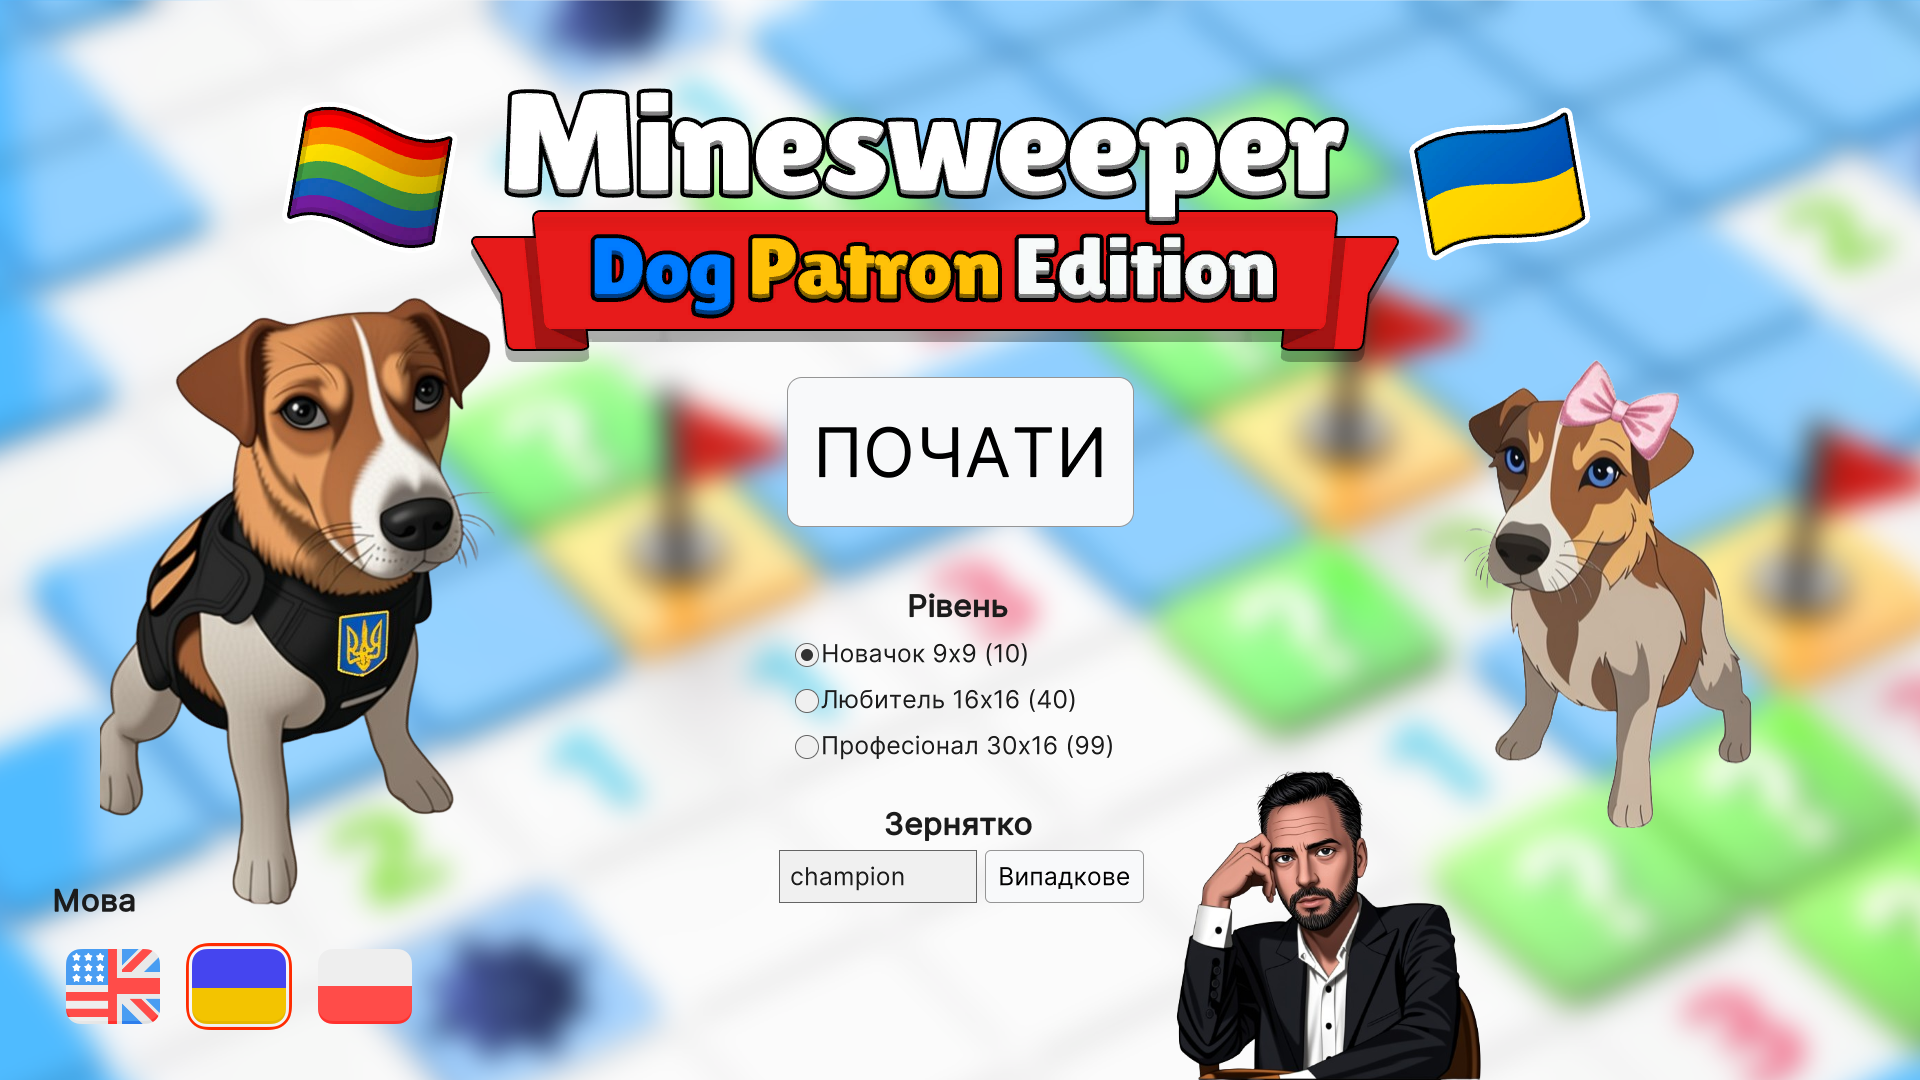 Minesweeper
Dog Patron Edition
ПОЧАТИ
Рівень
Новачок 9x9 (10)
Любитель 16x16 (40)
Професіонал 30x16 (99)
Зернятко
champion Випадкове
Мова